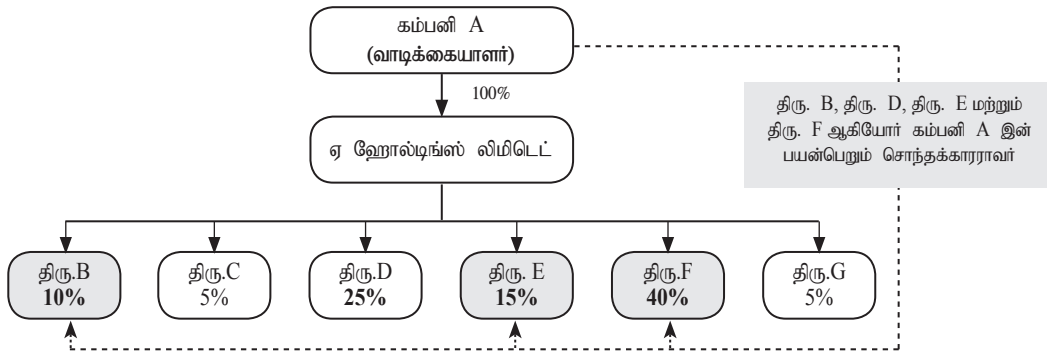 கம்பனி A
(வாடிக்கையாளர்)
100%
ஏ ஹோல்டிங்ஸ் லிமிடெட்
திரு. B, திரு. D, திரு. E மற்றும்
திரு. F ஆகியோர் கம்பனி A இன்
பயன்பெறும் சொந்தக்காரராவர்
திரு.B
10%
திரு.C
5%
திரு.D
25%
திரு. E
15%
திரு.F
40%
திரு.G
5%